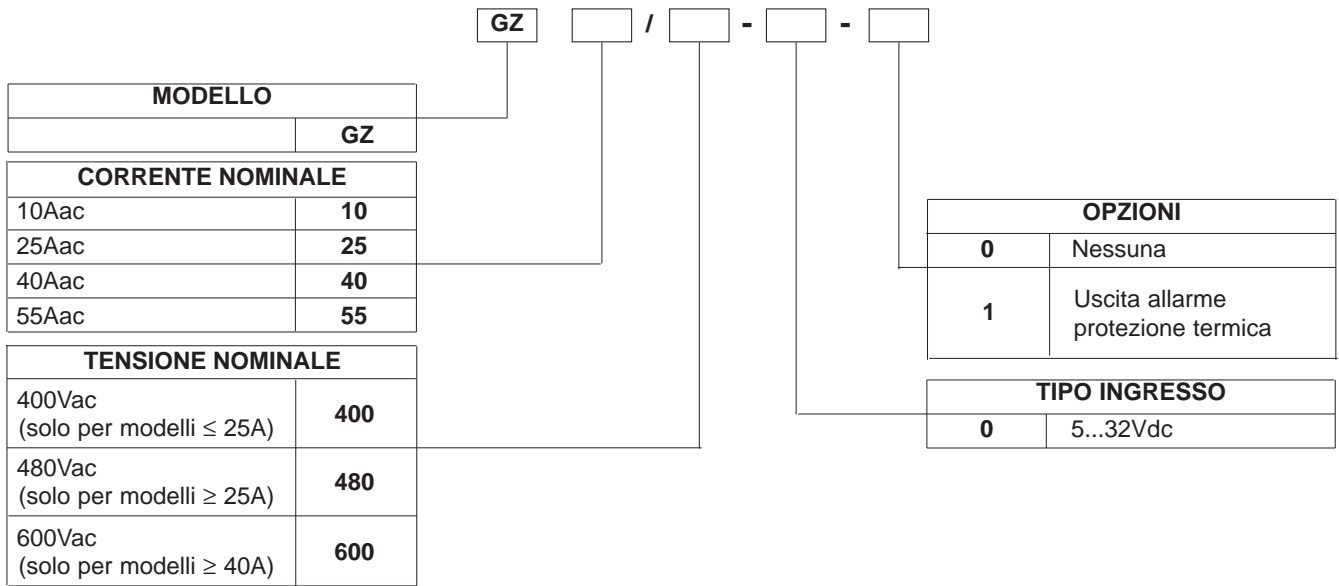 GZ / - -
MODELLO
GZ
CORRENTE NOMINALE
10Aac 10
25Aac 25
40Aac 40
55Aac 55
TENSIONE NOMINALE
400Vac
(solo per modelli ≤ 25A) 400
480Vac
(solo per modelli ≥ 25A) 480
600Vac
(solo per modelli ≥ 40A) 600
OPZIONI
0 Nessuna
1 Uscita allarme
protezione termica
TIPO INGRESSO
0 5...32Vdc